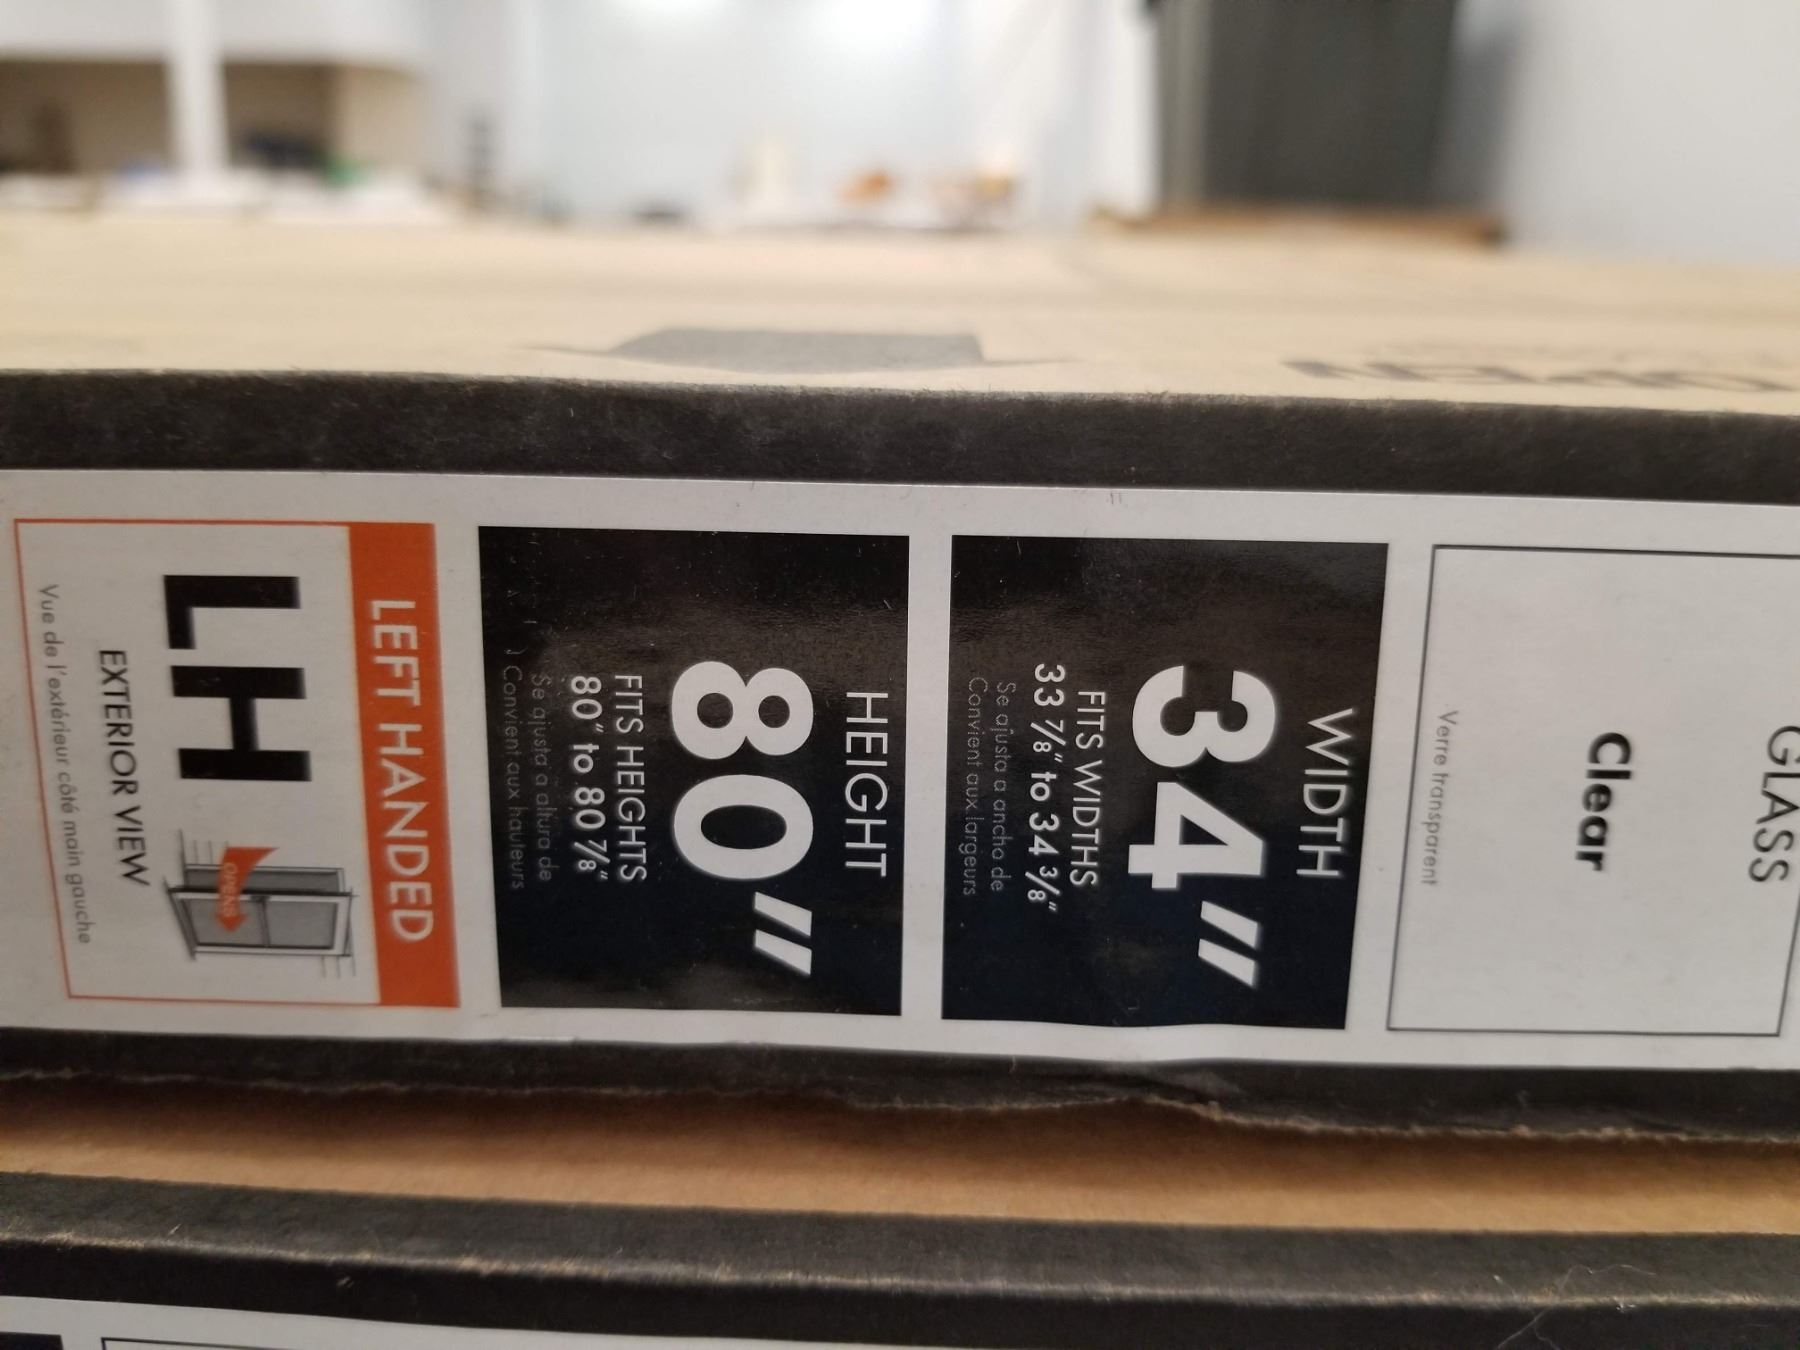 OPEN
GLASS
Clear
Verre transparent
WIDTH
34"
FITS WIDTHS
33 7/8" to 34 3/8"
Se ajusta a ancho de
Convient aux largeurs
HEIGHT
80"
FITS HEIGHTS
80" to 80 7/8"
Se ajusta a altura de
Convient aux hauteurs
LEFT HANDED
LH
OPENS
EXTERIOR VIEW
Vue de l'extérieur côté main gauche